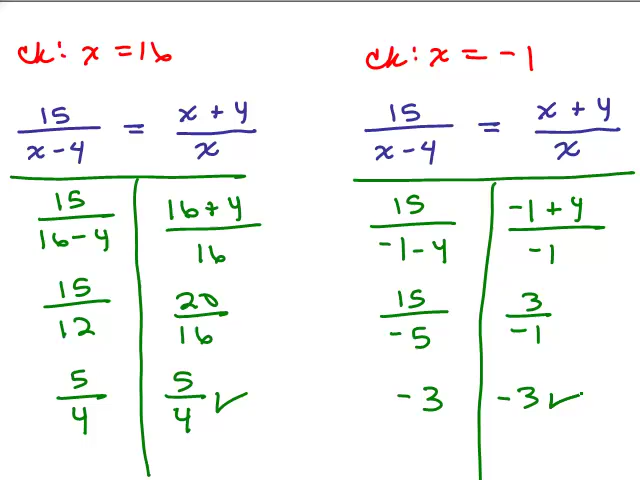 ck: x = 16
15/(x-4) = (x+4)/x
15/(16-4) | (16+4)/16
15/12 | 20/16
5/4 | 5/4 ✓
ck: x = -1
15/(x-4) = (x+4)/x
15/(-1-4) | (-1+4)/-1
15/-5 | 3/-1
-3 | -3 ✓